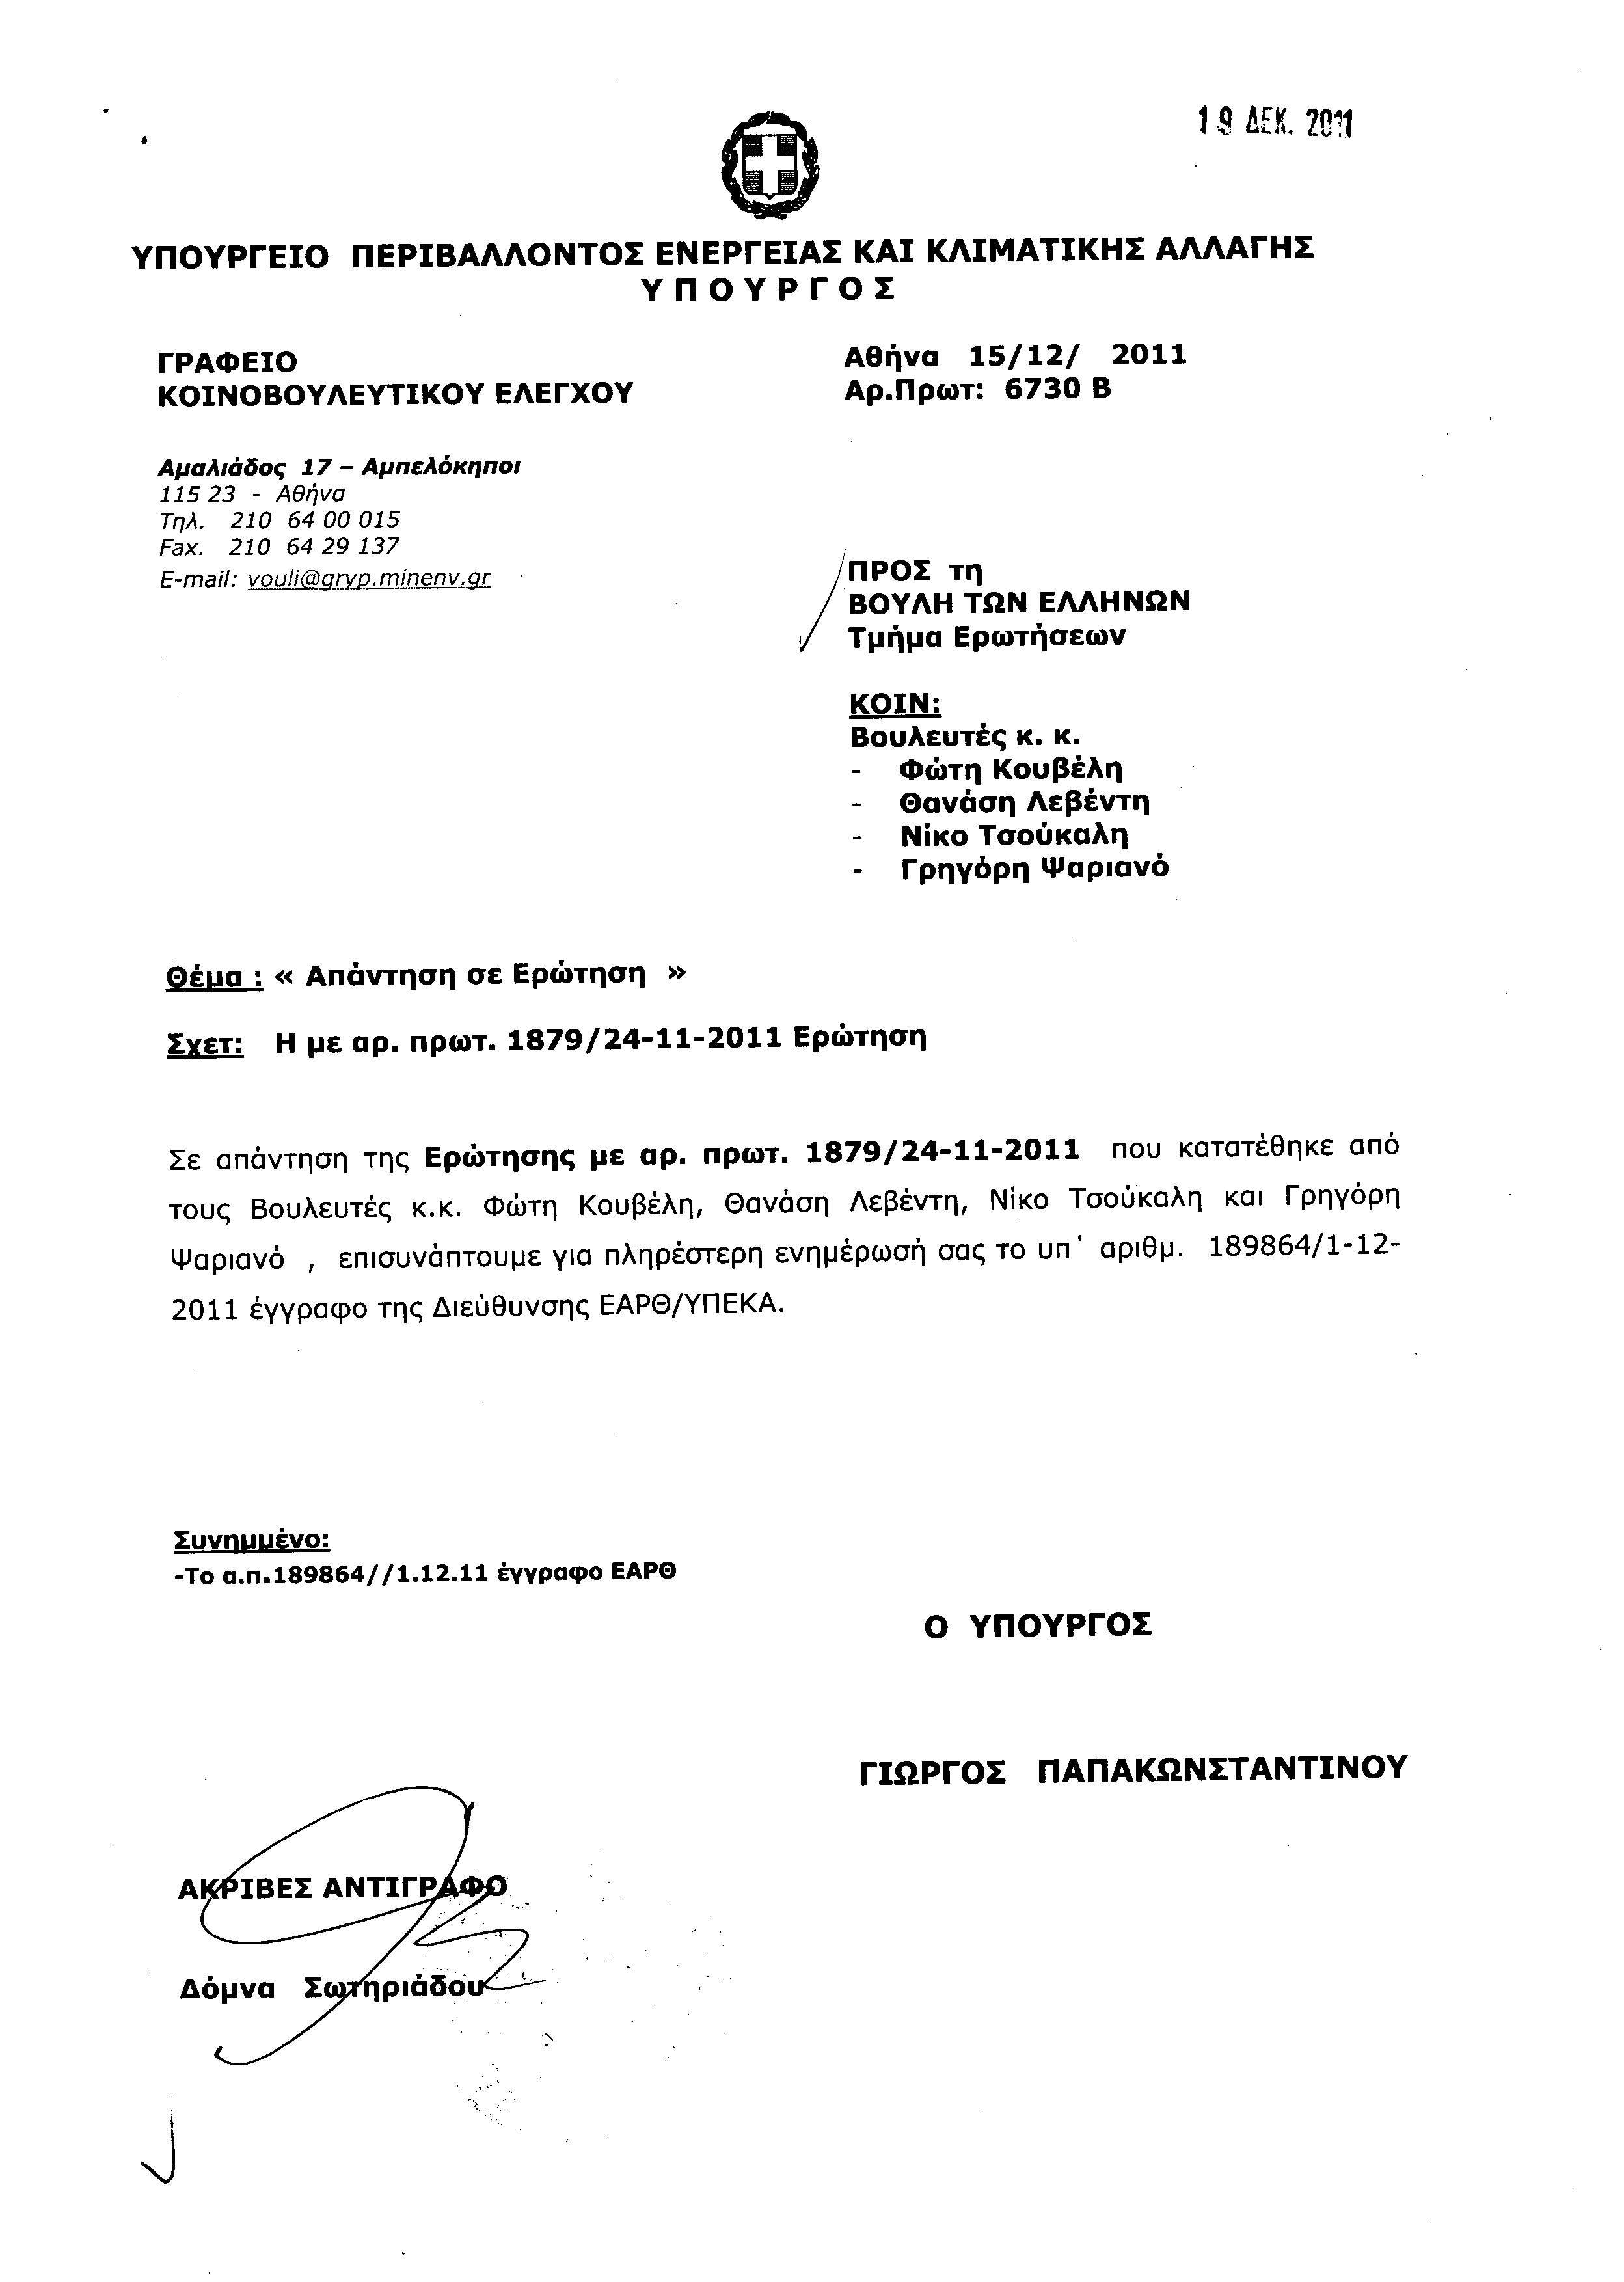 19 ΔΕΚ. 2011
ΥΠΟΥΡΓΕΙΟ ΠΕΡΙΒΑΛΛΟΝΤΟΣ ΕΝΕΡΓΕΙΑΣ ΚΑΙ ΚΛΙΜΑΤΙΚΗΣ ΑΛΛΑΓΗΣ
Υ Π Ο Υ Ρ Γ Ο Σ
ΓΡΑΦΕΙΟ
ΚΟΙΝΟΒΟΥΛΕΥΤΙΚΟΥ ΕΛΕΓΧΟΥ
Αθήνα 15/12/ 2011
Αρ.Πρωτ: 6730 Β
Αμαλιάδος 17 – Αμπελόκηποι
115 23 - Αθήνα
Τηλ. 210 64 00 015
Fax. 210 64 29 137
E-mail: vouli@gryp.minenv.gr
ΠΡΟΣ τη
ΒΟΥΛΗ ΤΩΝ ΕΛΛΗΝΩΝ
Τμήμα Ερωτήσεων
ΚΟΙΝ:
Βουλευτές κ. κ.
- Φώτη Κουβέλη
- Θανάση Λεβέντη
- Νίκο Τσούκαλη
- Γρηγόρη Ψαριανό
Θέμα : « Απάντηση σε Ερώτηση »
Σχετ: Η με αρ. πρωτ. 1879/24-11-2011 Ερώτηση
Σε απάντηση της Ερώτησης με αρ. πρωτ. 1879/24-11-2011 που κατατέθηκε από
τους Βουλευτές κ.κ. Φώτη Κουβέλη, Θανάση Λεβέντη, Νίκο Τσούκαλη και Γρηγόρη
Ψαριανό , επισυνάπτουμε για πληρέστερη ενημέρωσή σας το υπ' αριθμ. 189864/1-12-
2011 έγγραφο της Διεύθυνσης ΕΑΡΘ/ΥΠΕΚΑ.
Συνημμένο:
-Το α.π.189864//1.12.11 έγγραφο ΕΑΡΘ
Ο ΥΠΟΥΡΓΟΣ
ΓΙΩΡΓΟΣ ΠΑΠΑΚΩΝΣΤΑΝΤΙΝΟΥ
ΑΚΡΙΒΕΣ ΑΝΤΙΓΡΑΦΟ
Δόμνα Σωτηριάδου